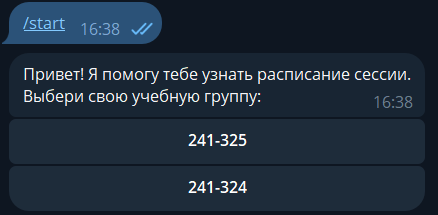 /start 16:38
Привет! Я помогу тебе узнать расписание сессии.
Выбери свою учебную группу: 16:38
241-325
241-324